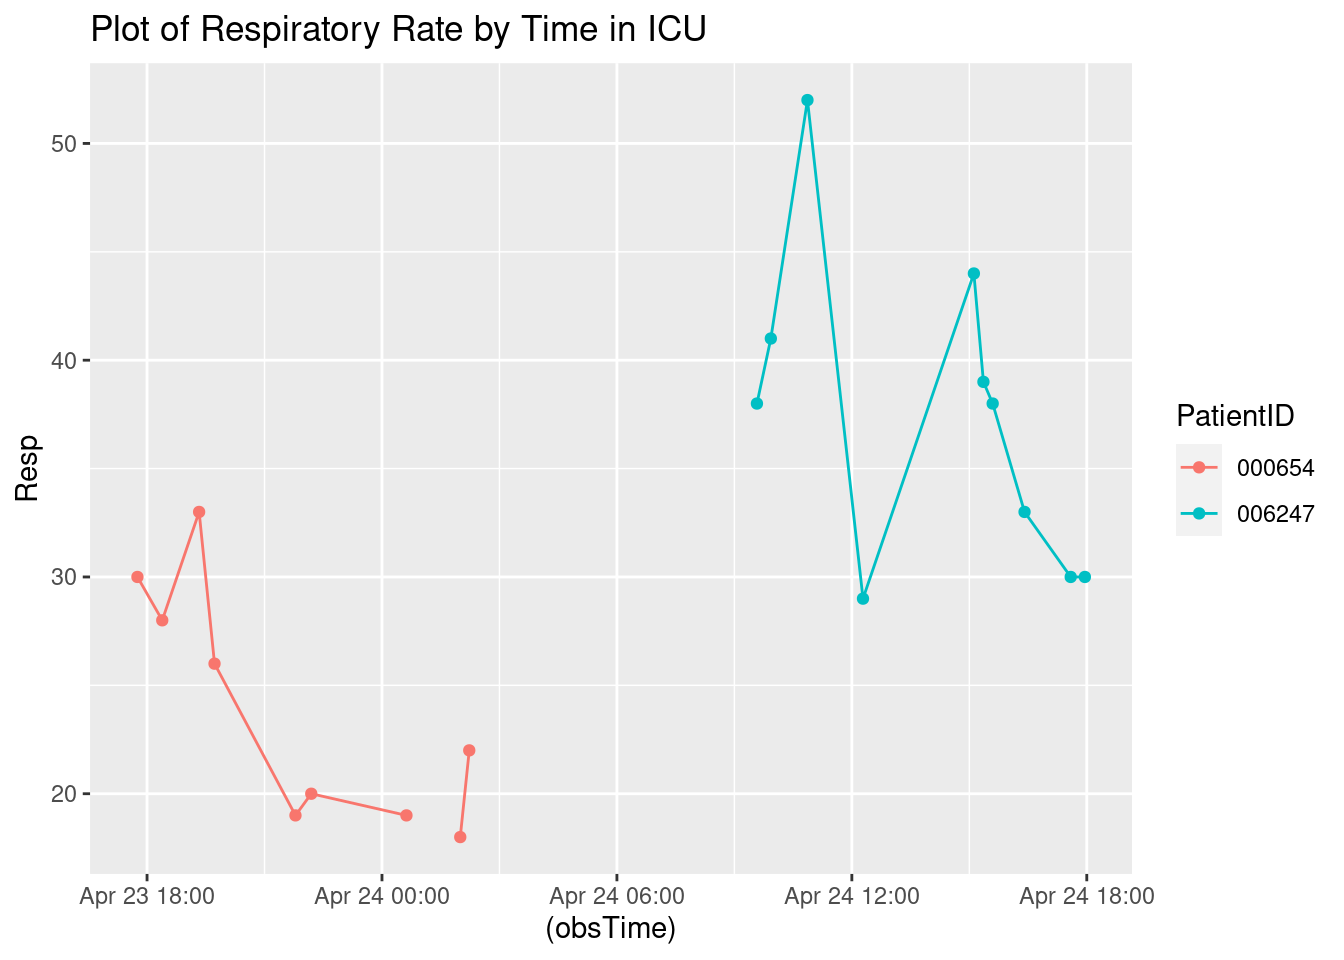 Plot of Respiratory Rate by Time in ICU
50
40
30
20
Resp
Apr 23 18:00
Apr 24 00:00
Apr 24 06:00
Apr 24 12:00
Apr 24 18:00
(obsTime)
PatientID
000654
006247